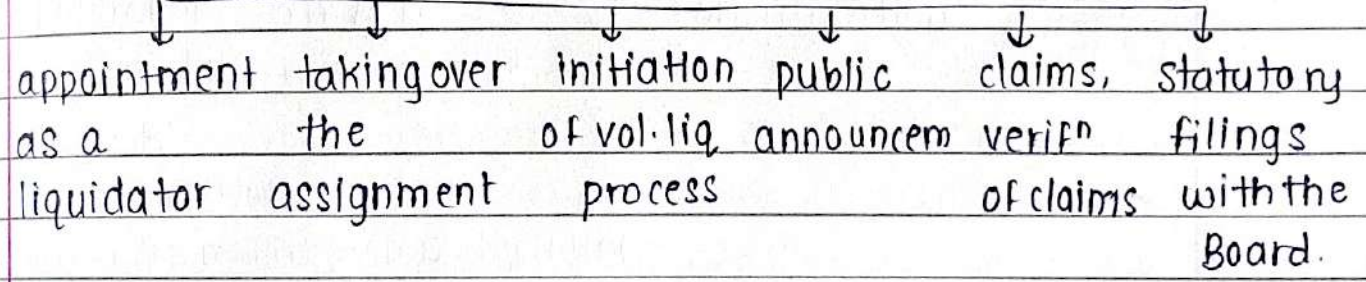 appointment taking over initiation public claims, statutory
as a the of vol. liq announcem verifn filings
liquidator assignment process of claims with the
Board.